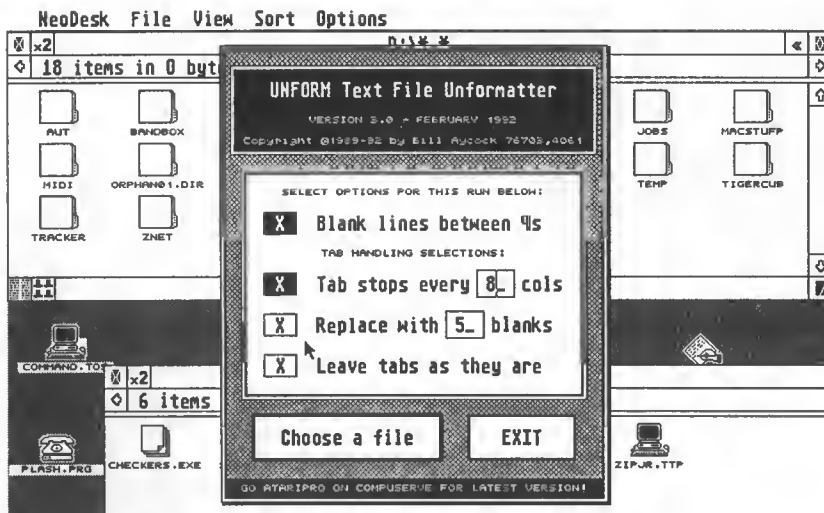 NeoDesk File View Sort Options
x2
18 items in 0 byt
UNFORM Text File Unformatter
VERSION 3.0 - FEBRUARY 1992
Copyright @1989-92 by Bill Aycock 76703,4061
AUT
BANDBOX
JOBS
MACSTUFF
MIDI
ORPHAN01.DIR
TEMP
TIGERCUB
TRACKER
ZNET
SELECT OPTIONS FOR THIS RUN BELOW:
X Blank lines between ¶s
TAB HANDLING SELECTIONS:
X Tab stops every 8_ cols
X Replace with 5_ blanks
X Leave tabs as they are
COMMAND.TOS
x2
6 items
Choose a file
EXIT
FLASH.PRG
CHECKERS.EXE
ZIPJR.TTP
GO ATARIPRO ON COMPUSERVE FOR LATEST VERSION!